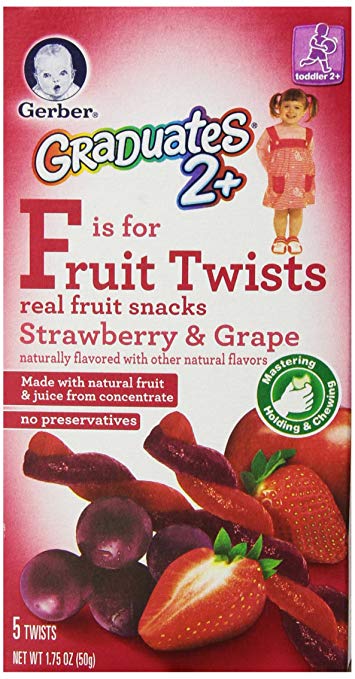 Gerber®
toddler 2+
GRADUATES®
2+
F is for
Fruit Twists
real fruit snacks
Strawberry & Grape
naturally flavored with other natural flavors
Made with natural fruit
& juice from concentrate
no preservatives
Mastering
Holding & Chewing
5 TWISTS
NET WT 1.75 OZ (50g)